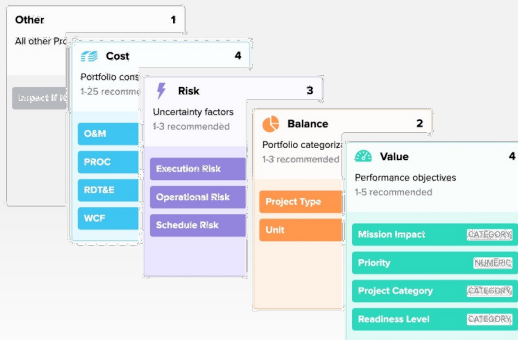 Other 1
All other Pro
Impact If
Cost 4
Portfolio cons
1-25 recomme
O&M
PROC
RDT&E
WCF
Risk 3
Uncertainty factors
1-3 recommended
Execution Risk
Operational Risk
Schedule Risk
Balance 2
Portfolio categoriza
1-3 recommended
Project Type
Unit
Value 4
Performance objectives
1-5 recommended
Mission Impact CATEGORY
Priority NUMERIC
Project Category CATEGORY
Readiness Level CATEGORY